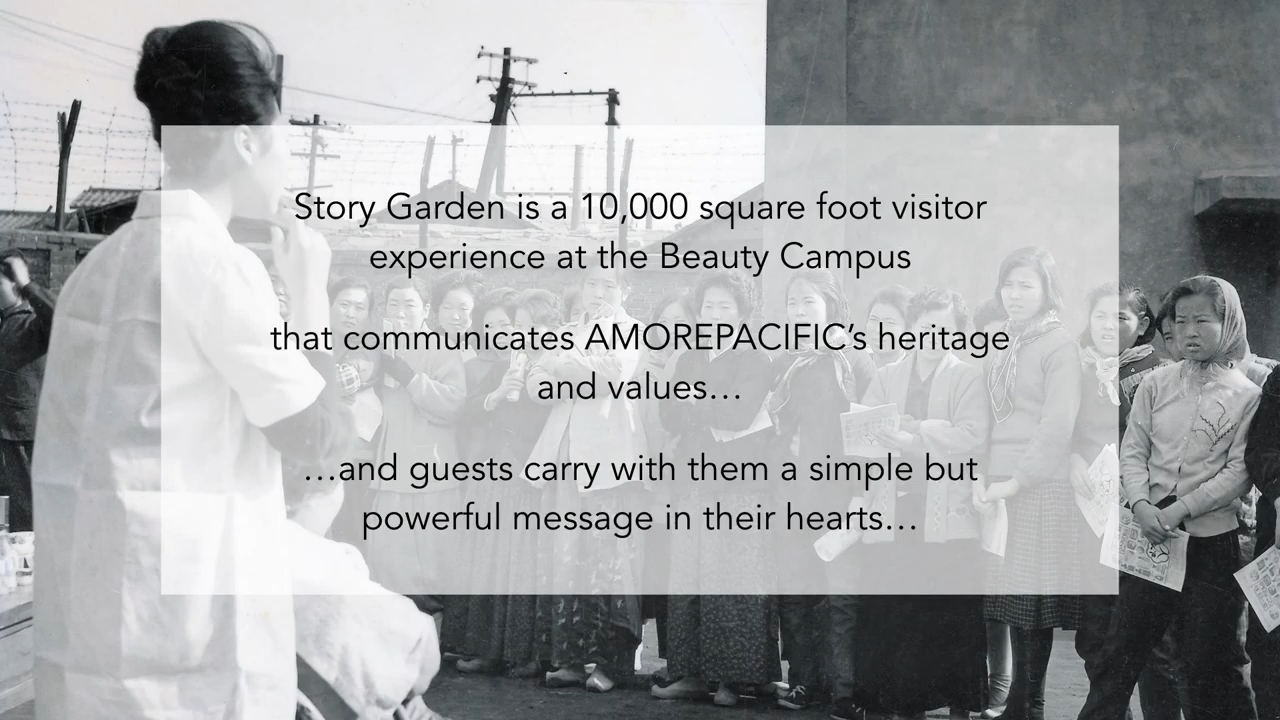 Story Garden is a 10,000 square foot visitor
experience at the Beauty Campus
that communicates AMOREPACIFIC’s heritage
and values…
…and guests carry with them a simple but
powerful message in their hearts…